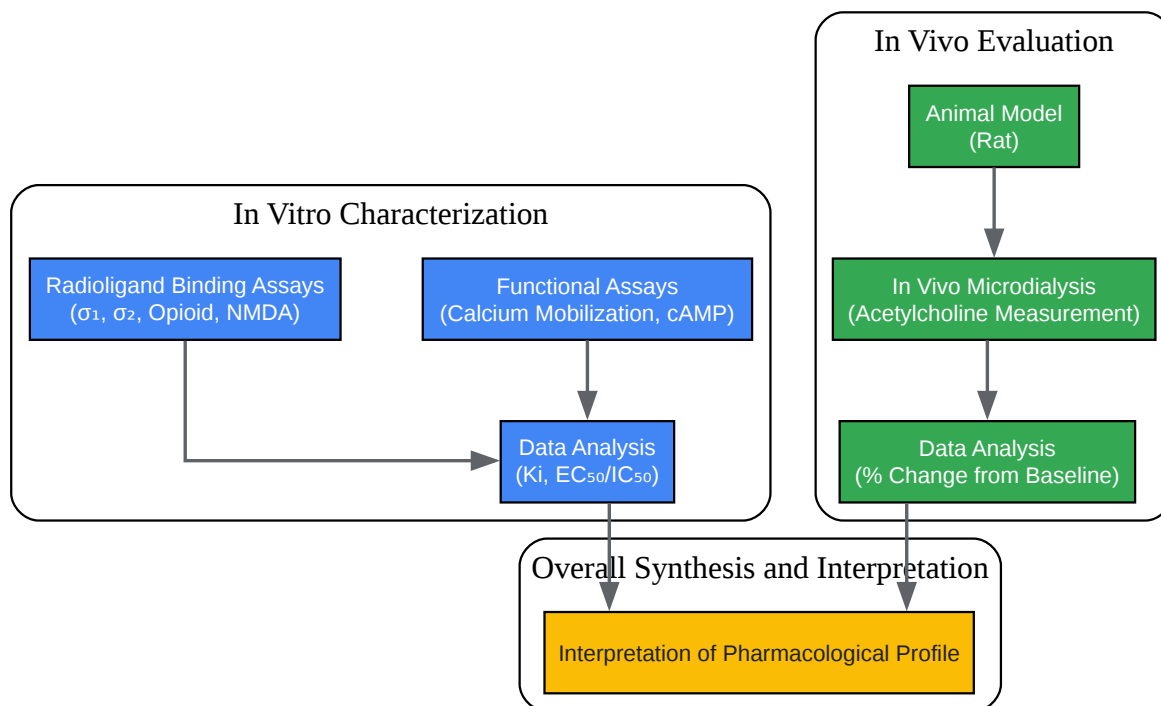 In Vivo Evaluation
Animal Model
(Rat)
In Vitro Characterization
Radioligand Binding Assays
(σ₁, σ₂, Opioid, NMDA)
Functional Assays
(Calcium Mobilization, cAMP)
In Vivo Microdialysis
(Acetylcholine Measurement)
Data Analysis
(Ki, EC₅₀/IC₅₀)
Data Analysis
(% Change from Baseline)
Overall Synthesis and Interpretation
Interpretation of Pharmacological Profile